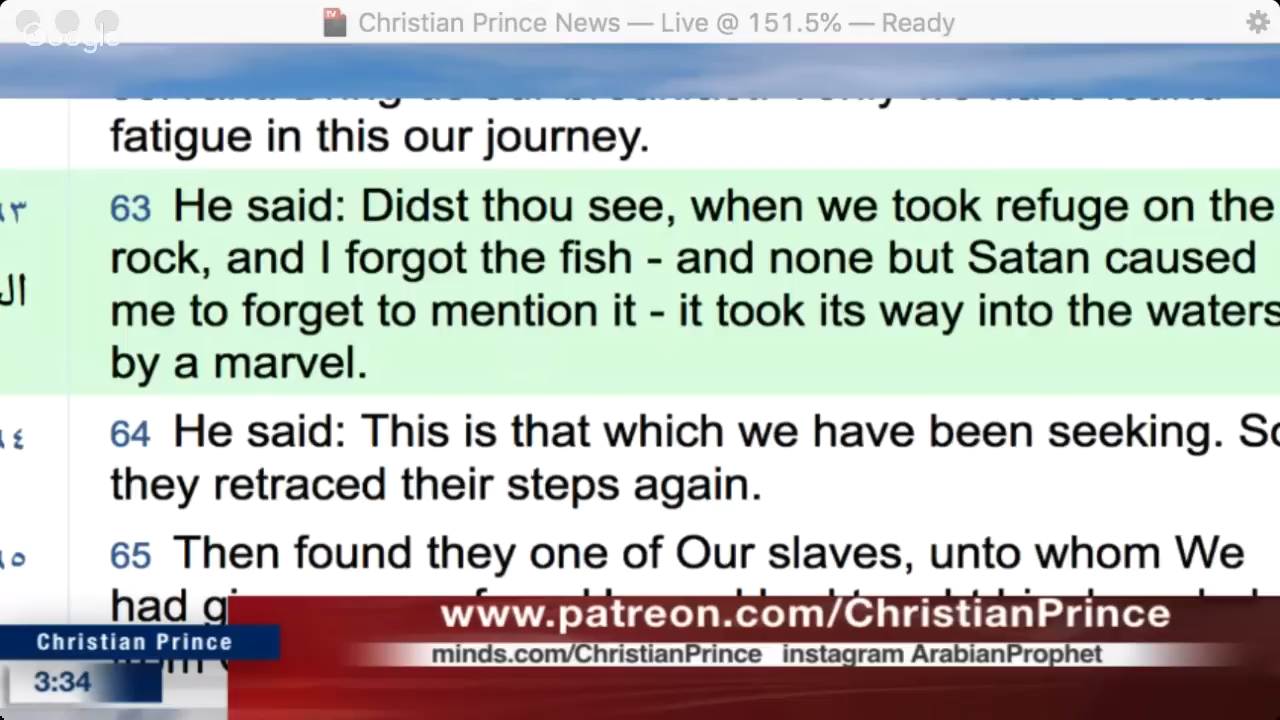 Christian Prince News — Live @ 151.5% — Ready
Google
fatigue in this our journey.
٦٣
63 He said: Didst thou see, when we took refuge on the
rock, and I forgot the fish - and none but Satan caused
ال
me to forget to mention it - it took its way into the waters
by a marvel.
٦٤
64 He said: This is that which we have been seeking. So
they retraced their steps again.
٦٥
65 Then found they one of Our slaves, unto whom We
had
www.patreon.com/ChristianPrince
Christian Prince
minds.com/ChristianPrince instagram ArabianProphet
3:34